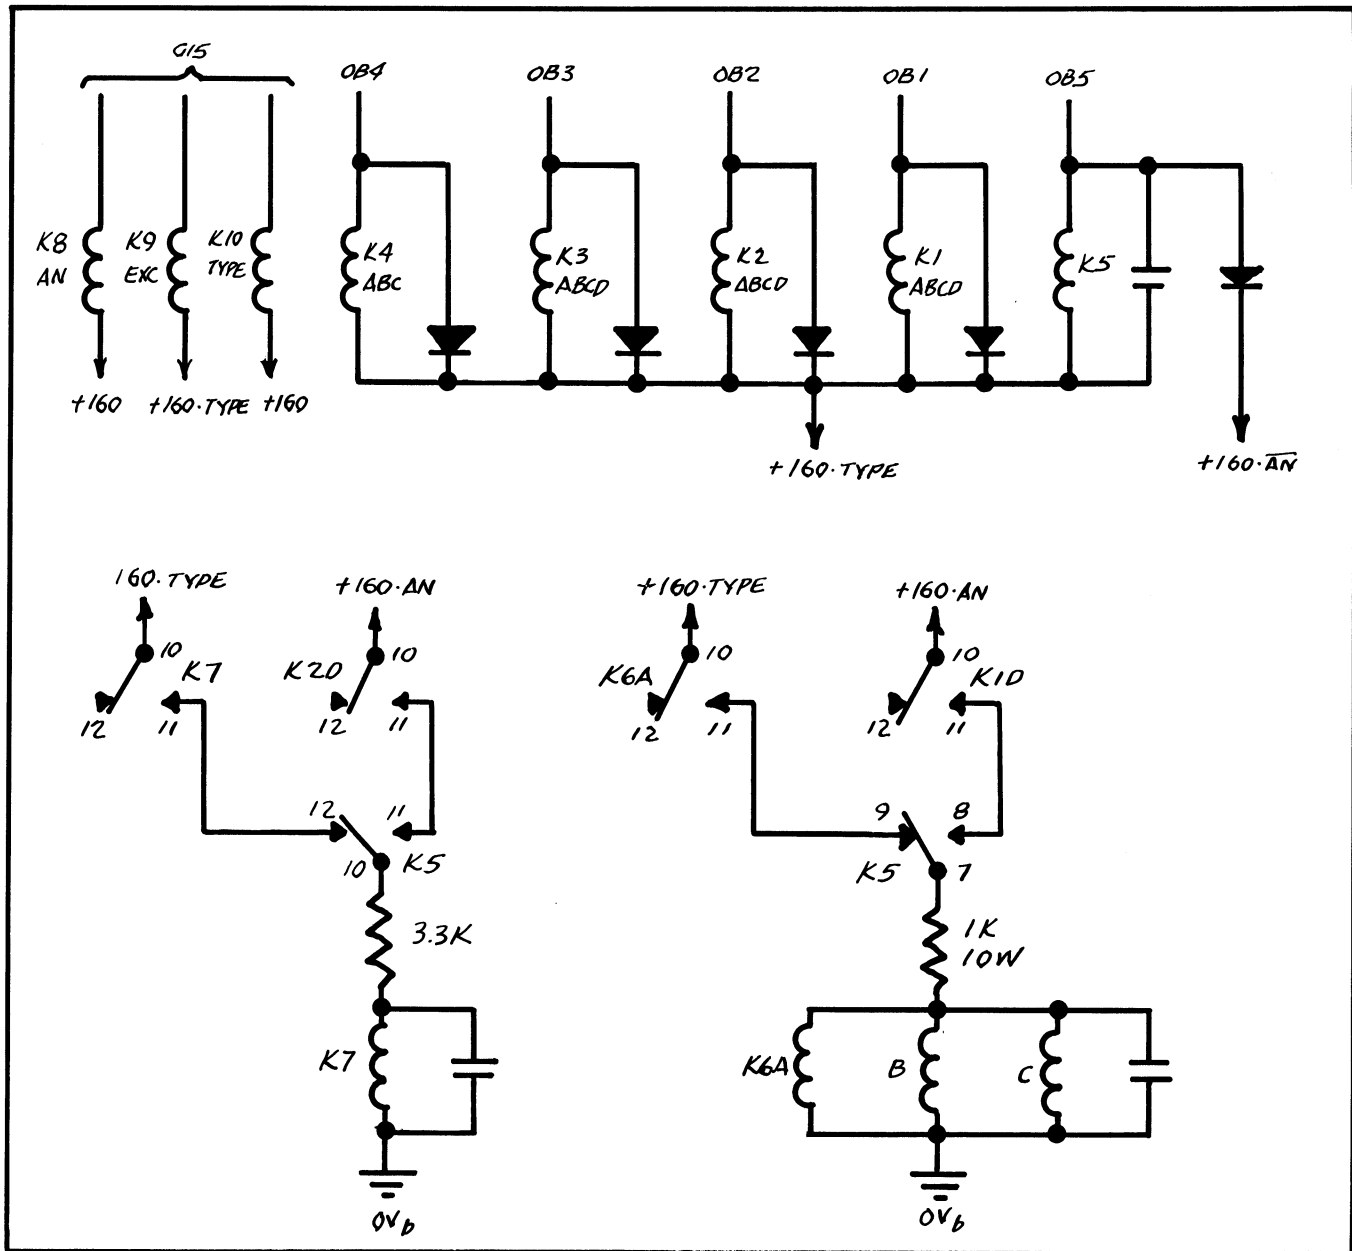 G15
OB4 OB3 OB2 OB1 OB5
K8 K9 K10 K4 K3 K2 K1 K5
AN EXC TYPE ABC ABCD ABCD ABCD
+160 +160·TYPE +160
+160·TYPE +160·A̅N̅
160·TYPE +160·AN +160·TYPE +160·AN
10 10 10 10
K7 K2D K6A K1D
12 11 12 11 12 11 12 11
12 11 9 8
10 K5 K5 7
3.3K 1K
10W
K7 K6A B C
0Vb 0Vb